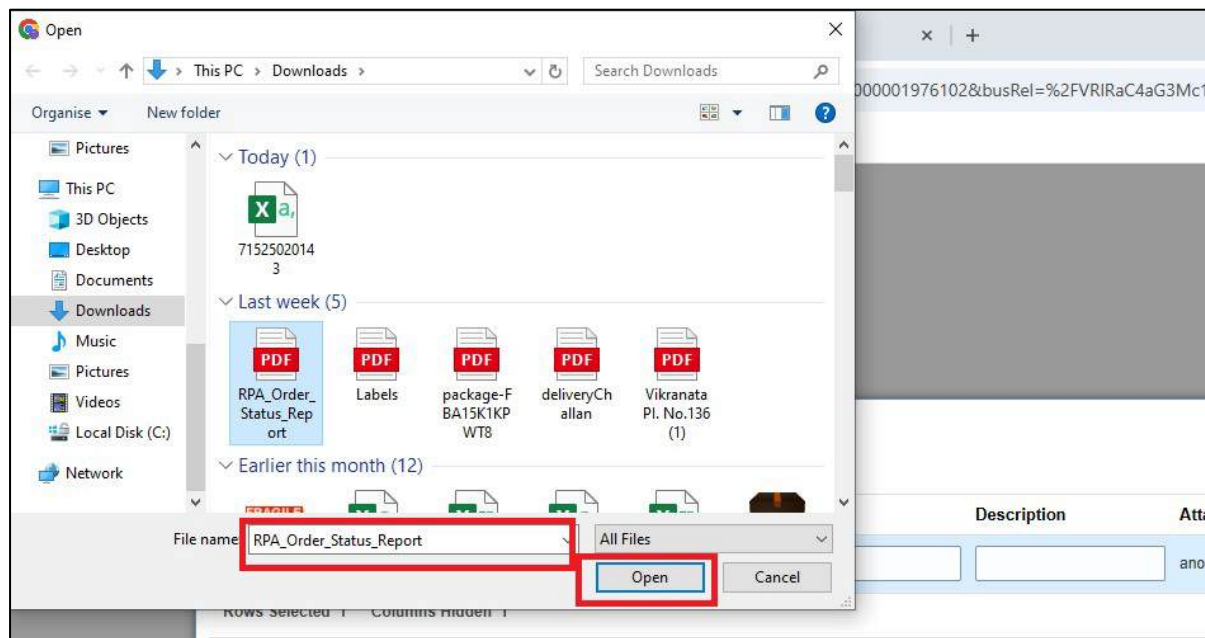 Open
This PC > Downloads >
Search Downloads
000001976102&busRel=%2FVRIRaC4aG3Mc1
Organise
New folder
Pictures
This PC
3D Objects
Desktop
Documents
Downloads
Music
Pictures
Videos
Local Disk (C:)
Network
Today (1)
X a,
7152502014
3
Last week (5)
PDF
RPA_Order_
Status_Rep
ort
PDF
Labels
PDF
package-F
BA15K1KP
WT8
PDF
deliveryCh
allan
PDF
Vikranata
PI. No.136
(1)
Earlier this month (12)
FRAGILE
File name
RPA_Order_Status_Report
All Files
Open
Cancel
Description
Atta
ano
Rows Selected 1
Columns Hidden 1